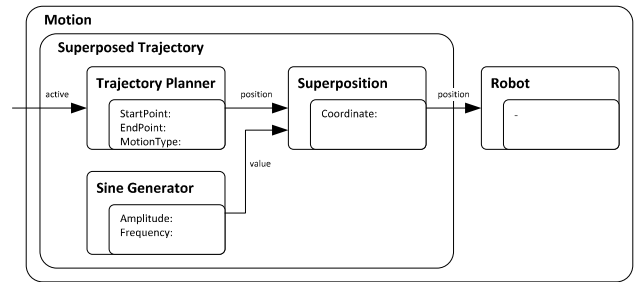 Motion
Superposed Trajectory
Trajectory Planner
Superposition
Robot
active
position
position
StartPoint:
EndPoint:
MotionType:
Coordinate:
-
value
Sine Generator
Amplitude:
Frequency: